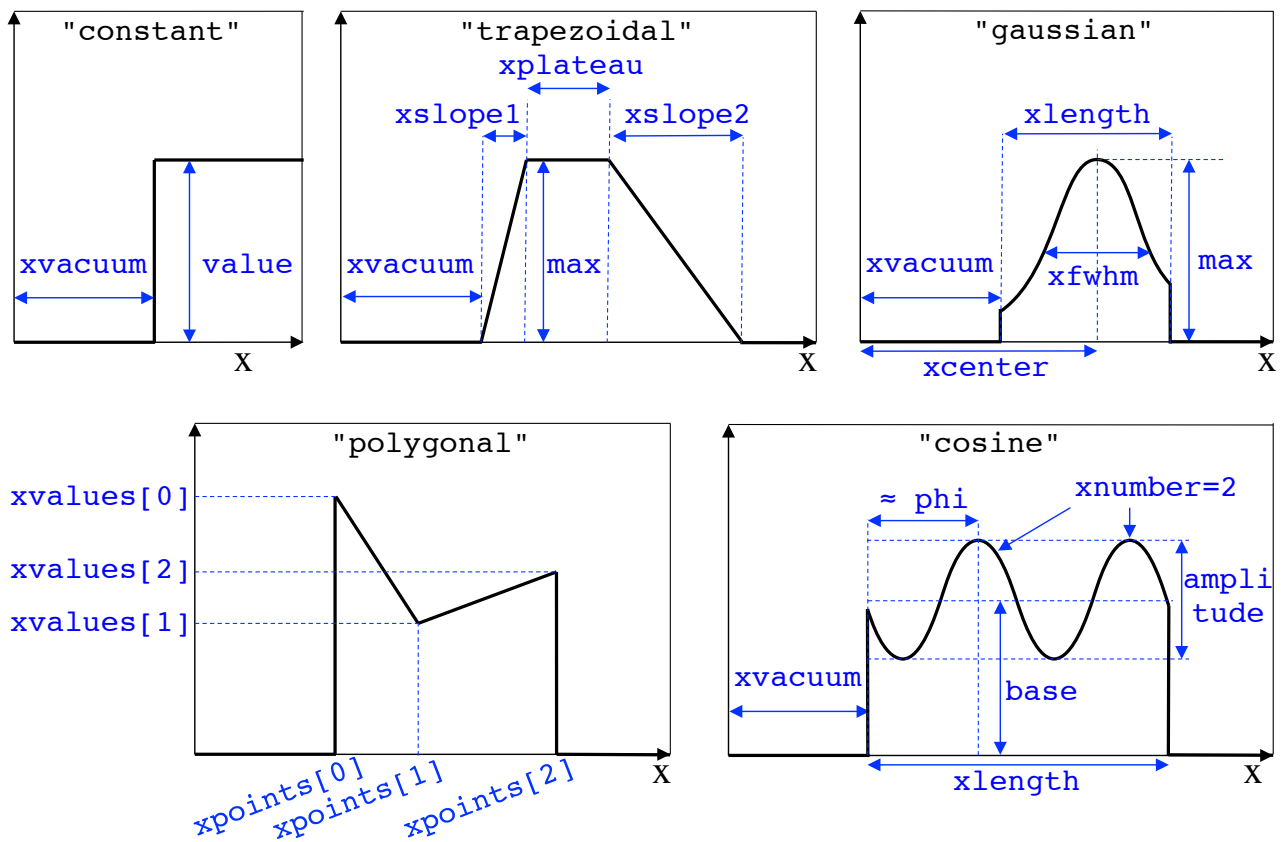 "constant"
xvacuum
value
x
"trapezoidal"
xplateau
xslope1
xslope2
xvacuum
max
x
"gaussian"
xlength
xvacuum
xfwhm
max
xcenter
x
"polygonal"
xvalues[0]
xvalues[2]
xvalues[1]
xpoints[0]
xpoints[1]
xpoints[2]
x
"cosine"
≈ phi
xnumber=2
ampli
tude
xvacuum
base
xlength
x